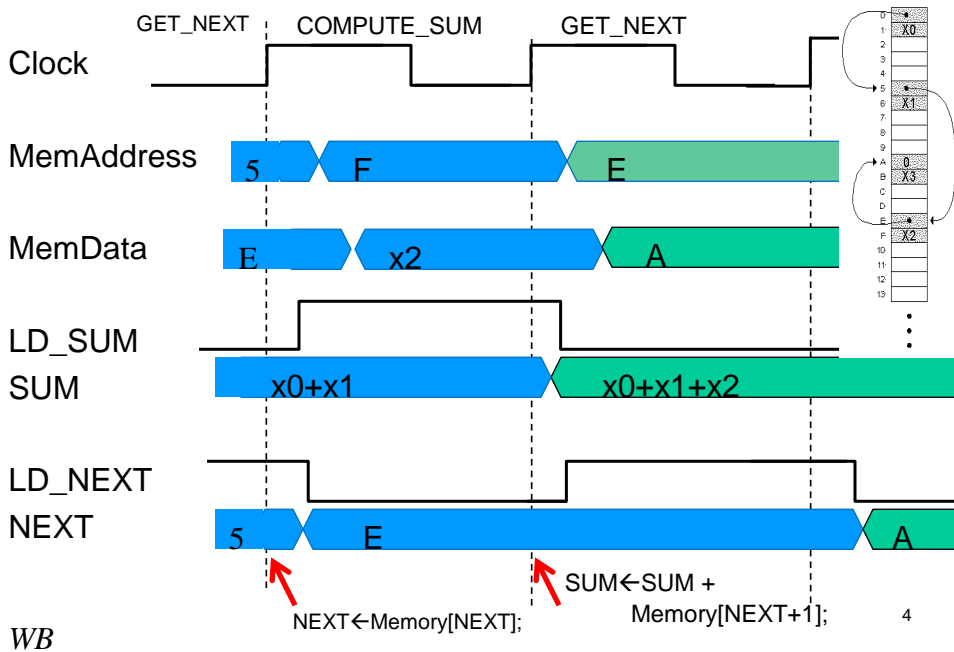 GET_NEXT COMPUTE_SUM GET_NEXT
Clock
MemAddress 5 F E
MemData E x2 A
LD_SUM
SUM x0+x1 x0+x1+x2
LD_NEXT
NEXT 5 E A
NEXT←Memory[NEXT];
SUM←SUM +
Memory[NEXT+1];
4
WB
0
1 X0
2
3
4
5
6 X1
7
8
9
A 0
B X3
C
D
E
F X2
10
11
12
13